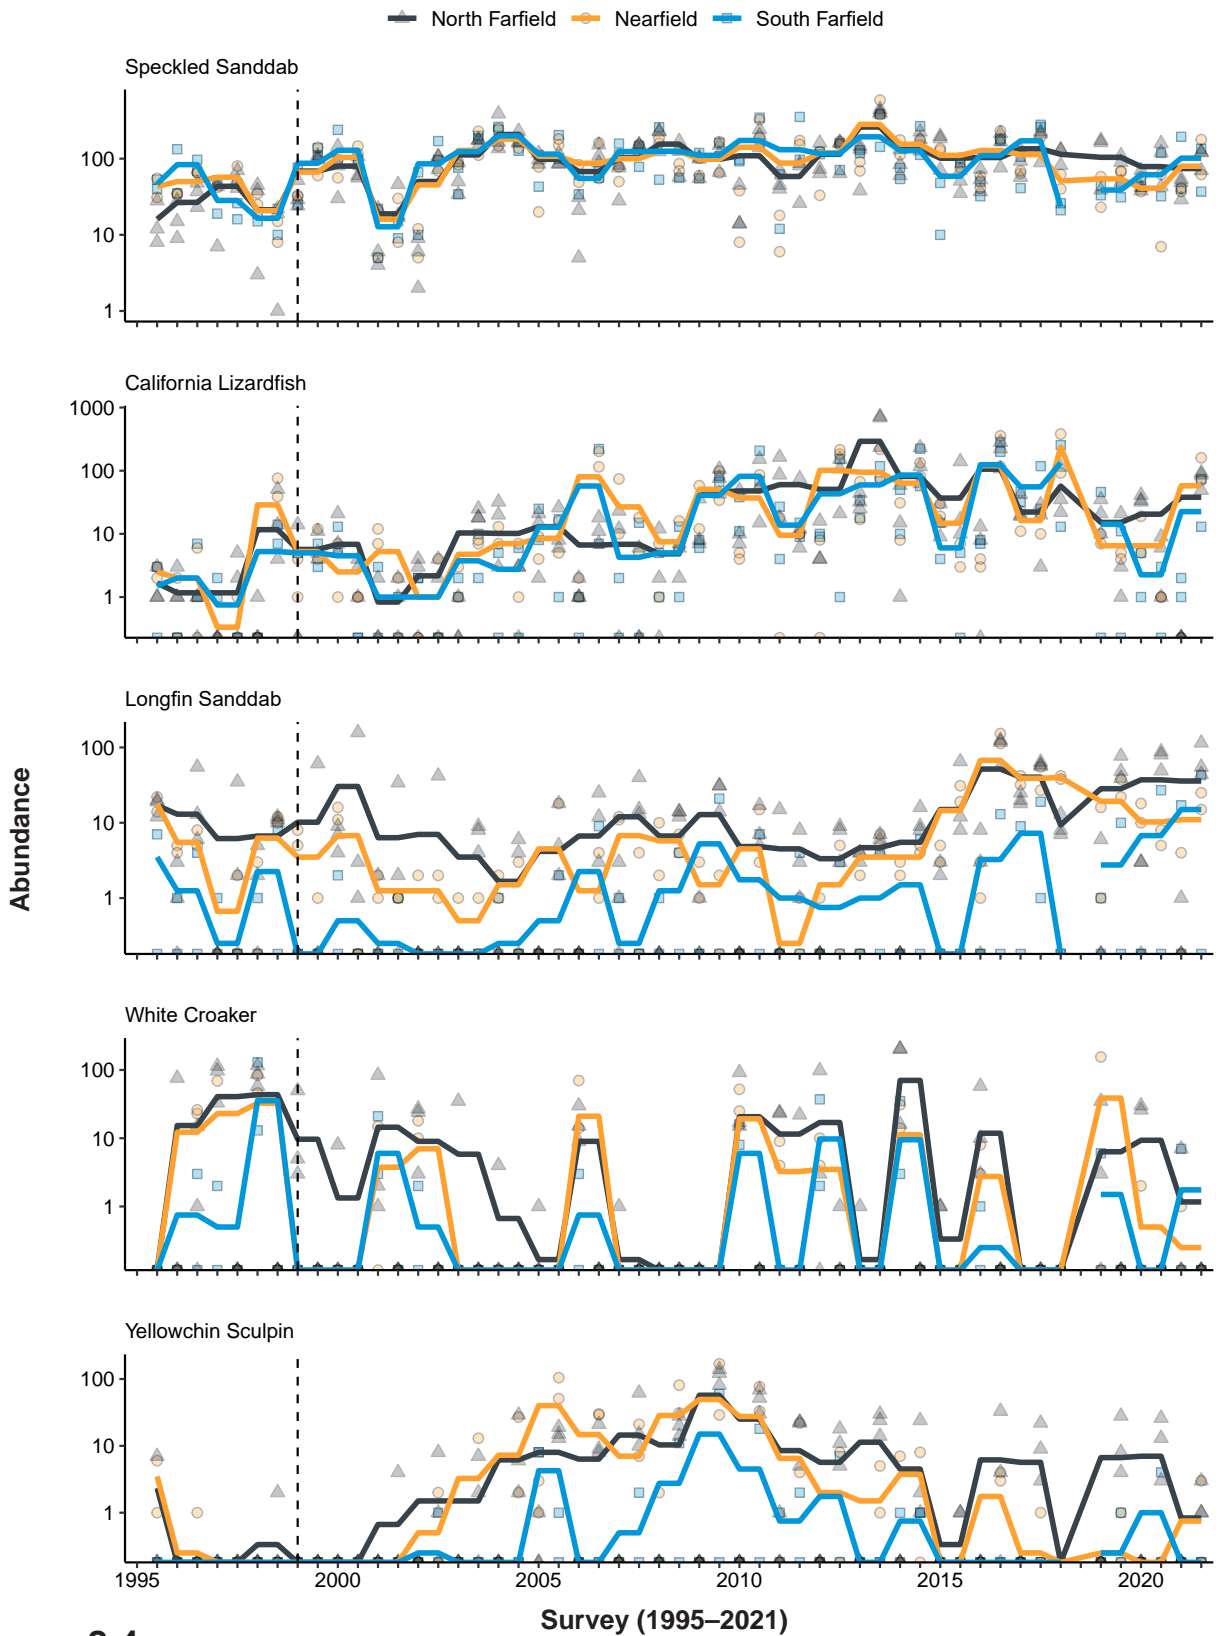 North Farfield Nearfield South Farfield
Speckled Sanddab
100
10
1
California Lizardfish
1000
100
10
1
Longfin Sanddab
100
10
1
Abundance
White Croaker
100
10
1
Yellowchin Sculpin
100
10
1
1995 2000 2005 2010 2015 2020
Survey (1995–2021)